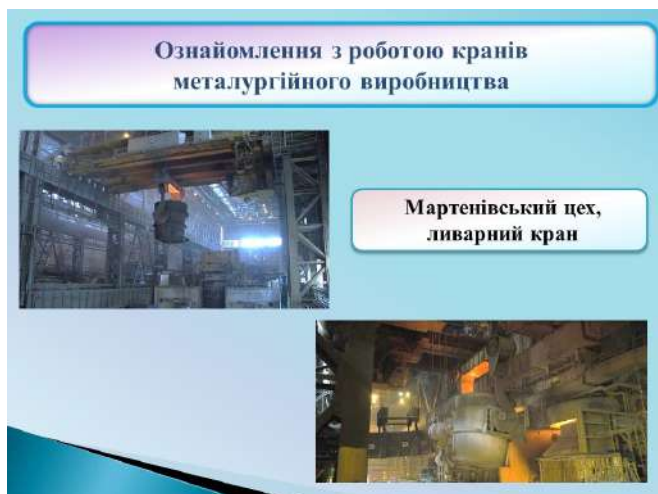 Ознайомлення з роботою кранів
металургійного виробництва
Мартенівський цех,
ливарний кран